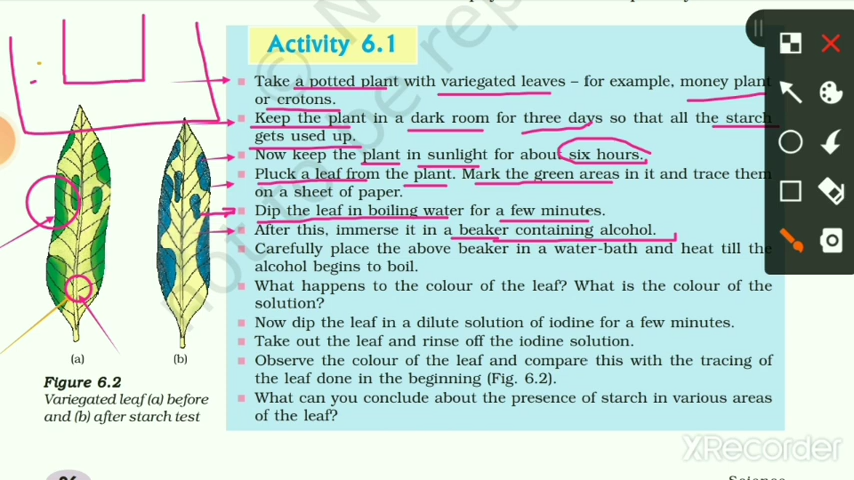 Activity 6.1
Take a potted plant with variegated leaves – for example, money plant
or crotons.
Keep the plant in a dark room for three days so that all the starch
gets used up.
Now keep the plant in sunlight for about six hours.
Pluck a leaf from the plant. Mark the green areas in it and trace them
on a sheet of paper.
Dip the leaf in boiling water for a few minutes.
After this, immerse it in a beaker containing alcohol.
Carefully place the above beaker in a water-bath and heat till the
alcohol begins to boil.
What happens to the colour of the leaf? What is the colour of the
solution?
Now dip the leaf in a dilute solution of iodine for a few minutes.
Take out the leaf and rinse off the iodine solution.
Observe the colour of the leaf and compare this with the tracing of
the leaf done in the beginning (Fig. 6.2).
What can you conclude about the presence of starch in various areas
of the leaf?
(a)
(b)
Figure 6.2
Variegated leaf (a) before
and (b) after starch test
not to be rep
XRecorder